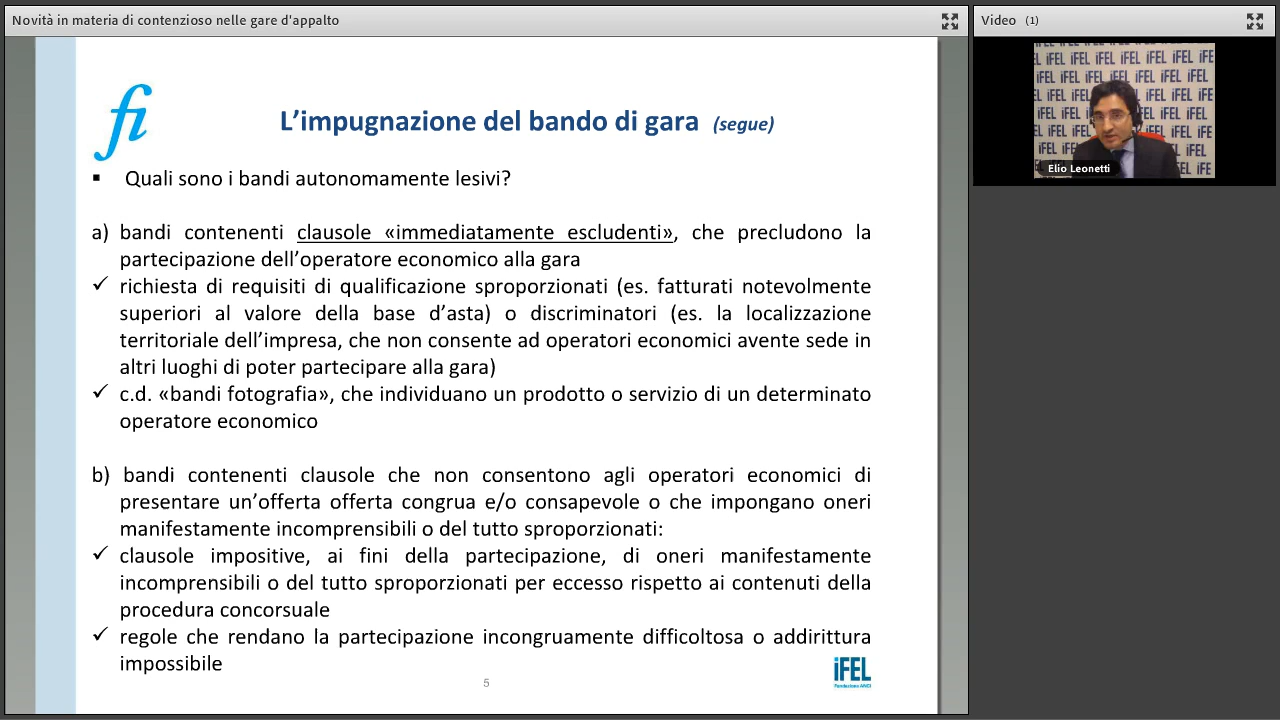 Novità in materia di contenzioso nelle gare d'appalto
Video (1)
fi
L’impugnazione del bando di gara (segue)
▪ Quali sono i bandi autonomamente lesivi?
a) bandi contenenti clausole «immediatamente escludenti», che precludono la
partecipazione dell’operatore economico alla gara
✓ richiesta di requisiti di qualificazione sproporzionati (es. fatturati notevolmente
superiori al valore della base d’asta) o discriminatori (es. la localizzazione
territoriale dell’impresa, che non consente ad operatori economici avente sede in
altri luoghi di poter partecipare alla gara)
✓ c.d. «bandi fotografia», che individuano un prodotto o servizio di un determinato
operatore economico
b) bandi contenenti clausole che non consentono agli operatori economici di
presentare un’offerta offerta congrua e/o consapevole o che impongano oneri
manifestamente incomprensibili o del tutto sproporzionati:
✓ clausole impositive, ai fini della partecipazione, di oneri manifestamente
incomprensibili o del tutto sproporzionati per eccesso rispetto ai contenuti della
procedura concorsuale
✓ regole che rendano la partecipazione incongruamente difficoltosa o addirittura
impossibile
5
iFEL
Fondazione ANCI
iFEL iFEL iFEL iFEL iFEL
Elio Leonetti